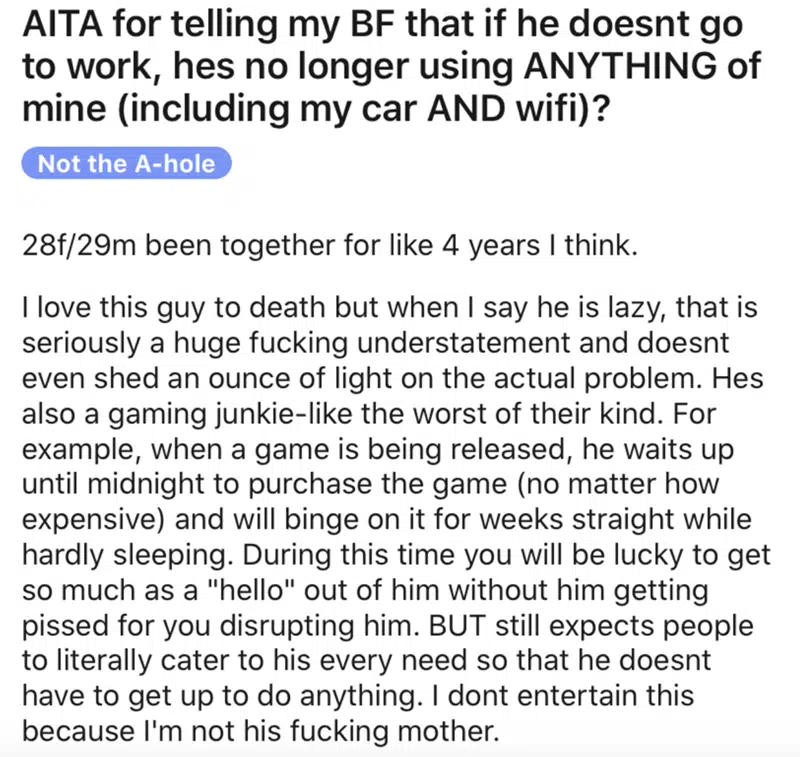 AITA for telling my BF that if he doesnt go
to work, hes no longer using ANYTHING of
mine (including my car AND wifi)?
Not the A-hole
28f/29m been together for like 4 years I think.
I love this guy to death but when I say he is lazy, that is
seriously a huge fucking understatement and doesnt
even shed an ounce of light on the actual problem. Hes
also a gaming junkie-like the worst of their kind. For
example, when a game is being released, he waits up
until midnight to purchase the game (no matter how
expensive) and will binge on it for weeks straight while
hardly sleeping. During this time you will be lucky to get
so much as a "hello" out of him without him getting
pissed for you disrupting him. BUT still expects people
to literally cater to his every need so that he doesnt
have to get up to do anything. I dont entertain this
because I'm not his fucking mother.